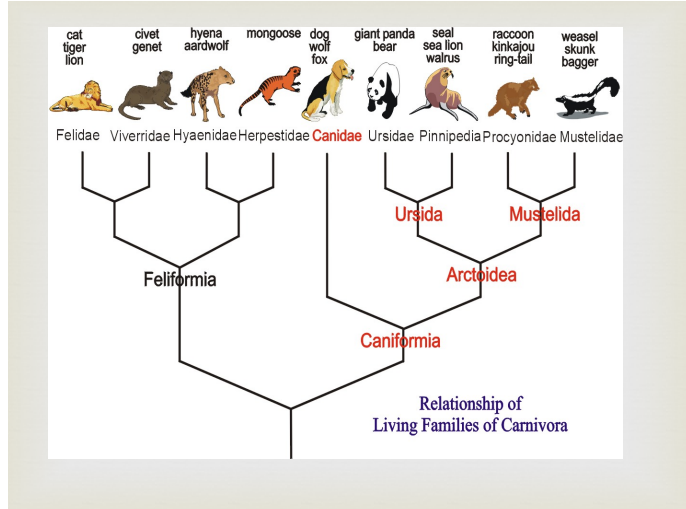 cat
tiger
lion
civet
genet
hyena
aardwolf
mongoose
dog
wolf
fox
giant panda
bear
seal
sea lion
walrus
raccoon
kinkajou
ring-tail
weasel
skunk
bagger
Felidae Viverridae Hyaenidae Herpestidae Canidae Ursidae Pinnipedia Procyonidae Mustelidae
Ursida Mustelida
Feliformia Arctoidea
Caniformia
Relationship of
Living Families of Carnivora